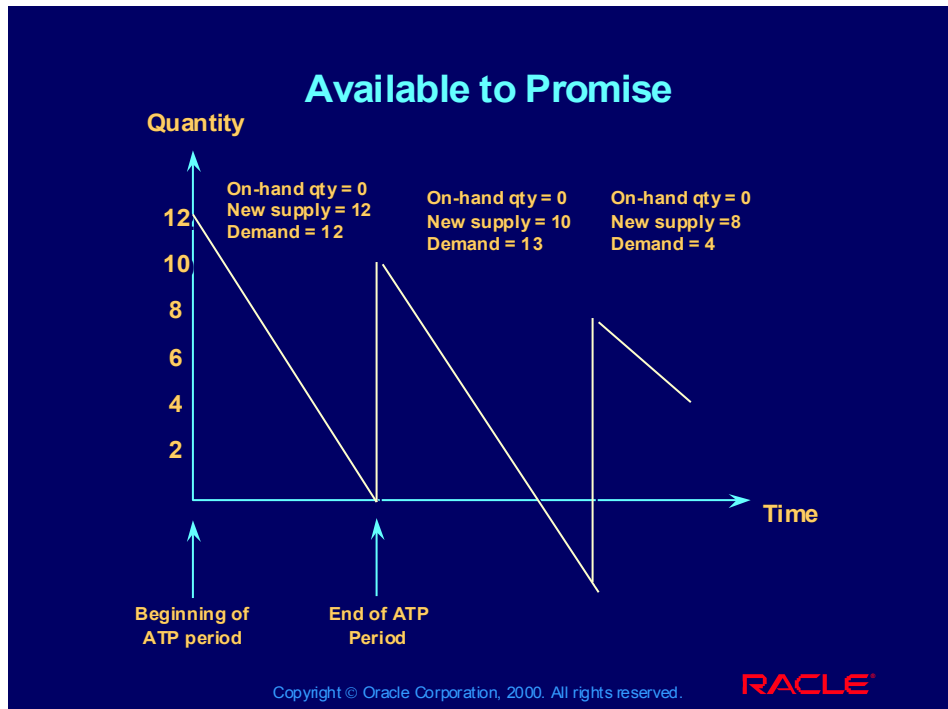 Available to Promise
Quantity
On-hand qty = 0
New supply = 12
Demand = 12
On-hand qty = 0
New supply = 10
Demand = 13
On-hand qty = 0
New supply =8
Demand = 4
12
10
8
6
4
2
Time
Beginning of
ATP period
End of ATP
Period
Copyright © Oracle Corporation, 2000. All rights reserved.
RACLE®